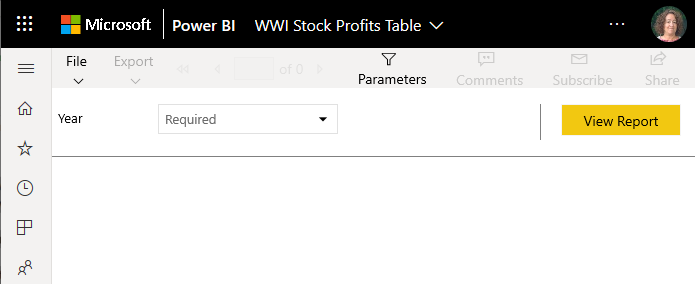 Microsoft Power BI WWI Stock Profits Table
File Export of 0 Parameters Comments Subscribe Share
Year Required View Report